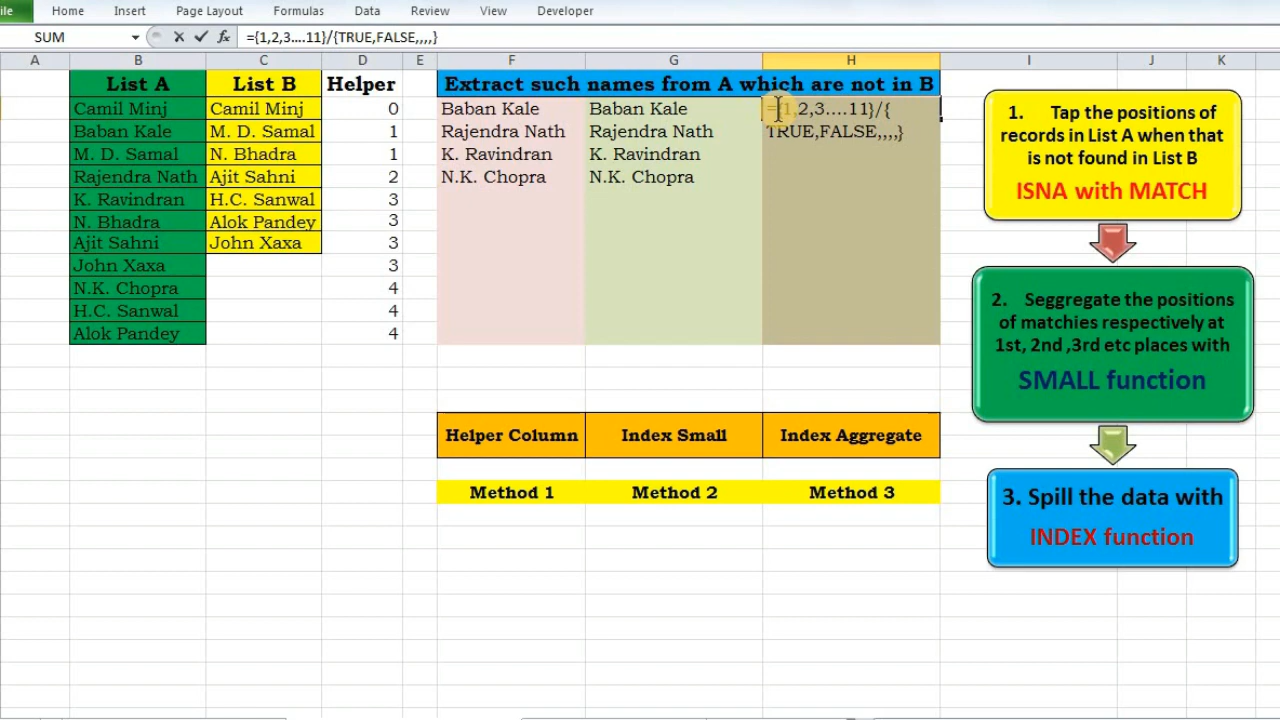 ile Home Insert Page Layout Formulas Data Review View Developer
SUM ={1,2,3....11}/{TRUE,FALSE,,,,}
A B C D E F G H I J K
List A List B Helper Extract such names from A which are not in B
Camil Minj Camil Minj 0 Baban Kale Baban Kale ={1,2,3....11}/{
Baban Kale M. D. Samal 1 Rajendra Nath Rajendra Nath TRUE,FALSE,,,,}
M. D. Samal N. Bhadra 1 K. Ravindran K. Ravindran
Rajendra Nath Ajit Sahni 2 N.K. Chopra N.K. Chopra
K. Ravindran H.C. Sanwal 3
N. Bhadra Alok Pandey 3
Ajit Sahni John Xaxa 3
John Xaxa 3
N.K. Chopra 4
H.C. Sanwal 4
Alok Pandey 4
Helper Column Index Small Index Aggregate
Method 1 Method 2 Method 3
1. Tap the positions of
records in List A when that
is not found in List B
ISNA with MATCH
2. Seggregate the positions
of matchies respectively at
1st, 2nd ,3rd etc places with
SMALL function
3. Spill the data with
INDEX function